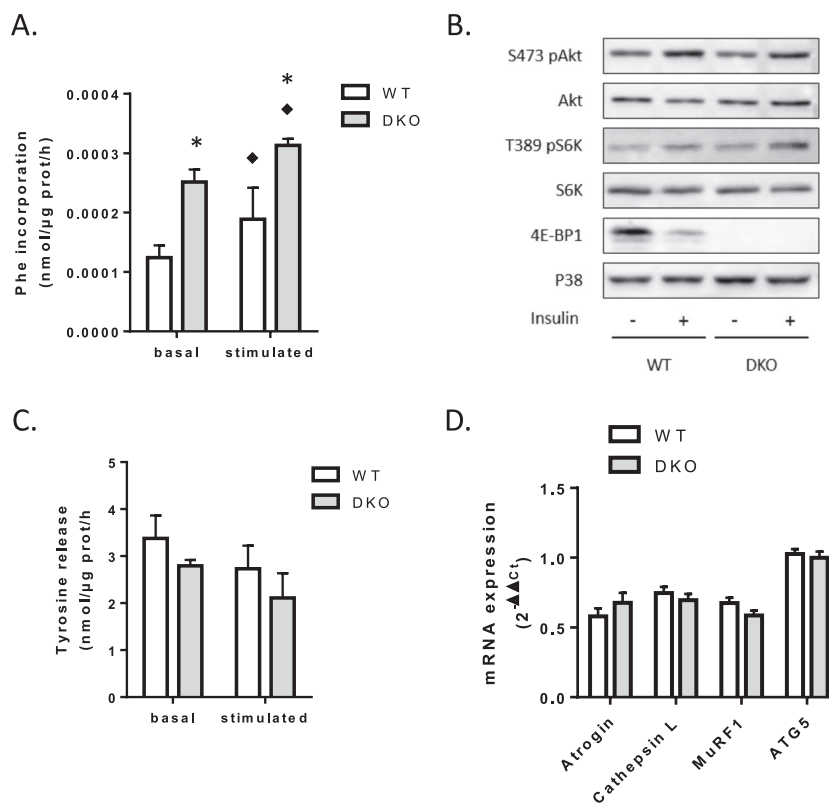 A.
Phe incorporation
(nmol/µg prot/h)
0.0004
0.0003
0.0002
0.0001
0.0000
*
*
WT
DKO
basal
stimulated
B.
S473 pAkt
Akt
T389 pS6K
S6K
4E-BP1
P38
Insulin - + - +
WT DKO
C.
Tyrosine release
(nmol/µg prot/h)
5
4
3
2
1
0
WT
DKO
basal
stimulated
D.
WT
DKO
mRNA expression
(2-▲▲Ct)
1.5
1.0
0.5
0.0
Atrogin
Cathepsin L
MuRF1
ATG5